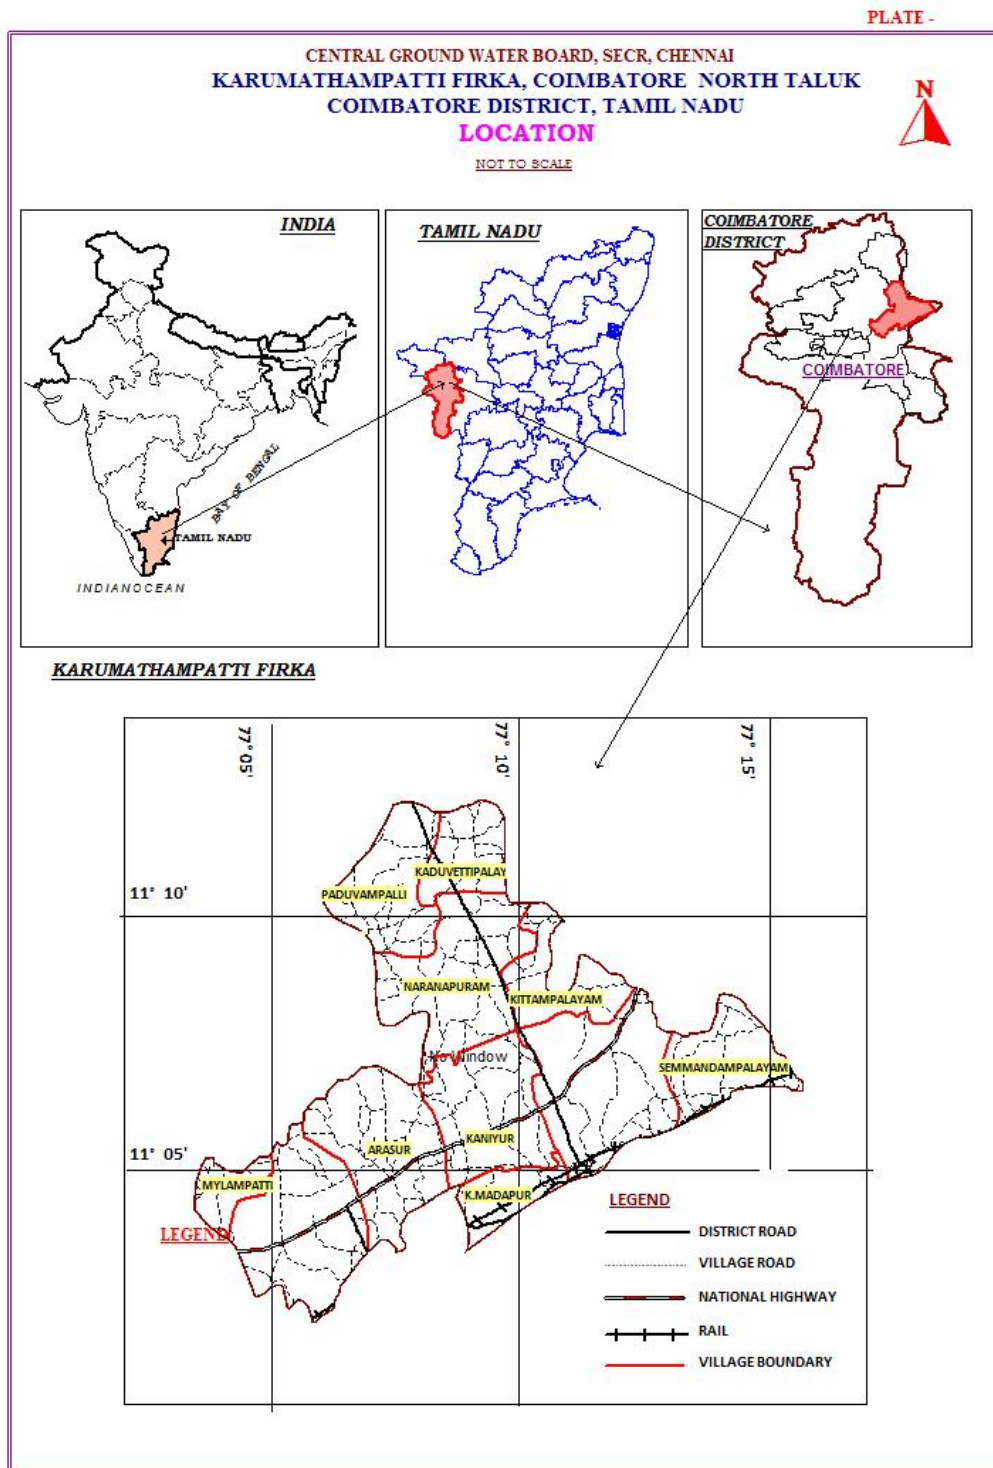 PLATE -
CENTRAL GROUND WATER BOARD, SECR, CHENNAI
KARUMATHAMPATTI FIRKA, COIMBATORE NORTH TALUK
COIMBATORE DISTRICT, TAMIL NADU
LOCATION
NOT TO SCALE
N
INDIA
BAY OF BENGAL
TAMIL NADU
INDIANOCEAN
TAMIL NADU
COIMBATORE
DISTRICT
COIMBATORE
KARUMATHAMPATTI FIRKA
77° 05'
77° 10'
77° 15'
11° 10'
11° 05'
KADUVETTIPALAY
PADUVAMPALLI
NARANAPURAM
KITTAMPALAYAM
No Window
SEMMANDAMPALAYAM
KANIYUR
ARASUR
MYLAMPATTI
K.MADAPUR
LEGEND
LEGEND
DISTRICT ROAD
VILLAGE ROAD
NATIONAL HIGHWAY
RAIL
VILLAGE BOUNDARY